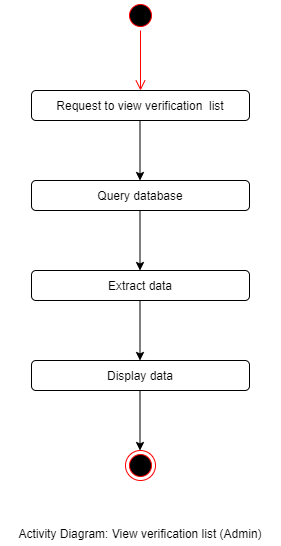 Request to view verification list
Query database
Extract data
Display data
Activity Diagram: View verification list (Admin)